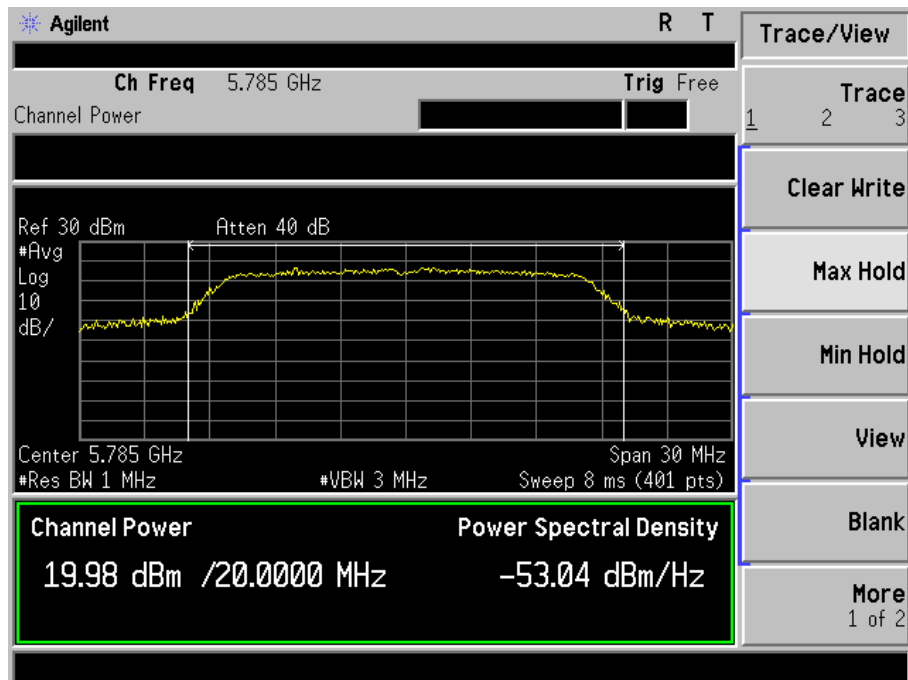 Agilent
R T
Trace/View
Ch Freq 5.785 GHz
Trig Free
Channel Power
Ref 30 dBm
Atten 40 dB
#Avg
Log
10
dB/
Center 5.785 GHz
Span 30 MHz
#Res BW 1 MHz
#VBW 3 MHz
Sweep 8 ms (401 pts)
Channel Power
Power Spectral Density
19.98 dBm /20.0000 MHz
-53.04 dBm/Hz
Trace
1 2 3
Clear Write
Max Hold
Min Hold
View
Blank
More
1 of 2